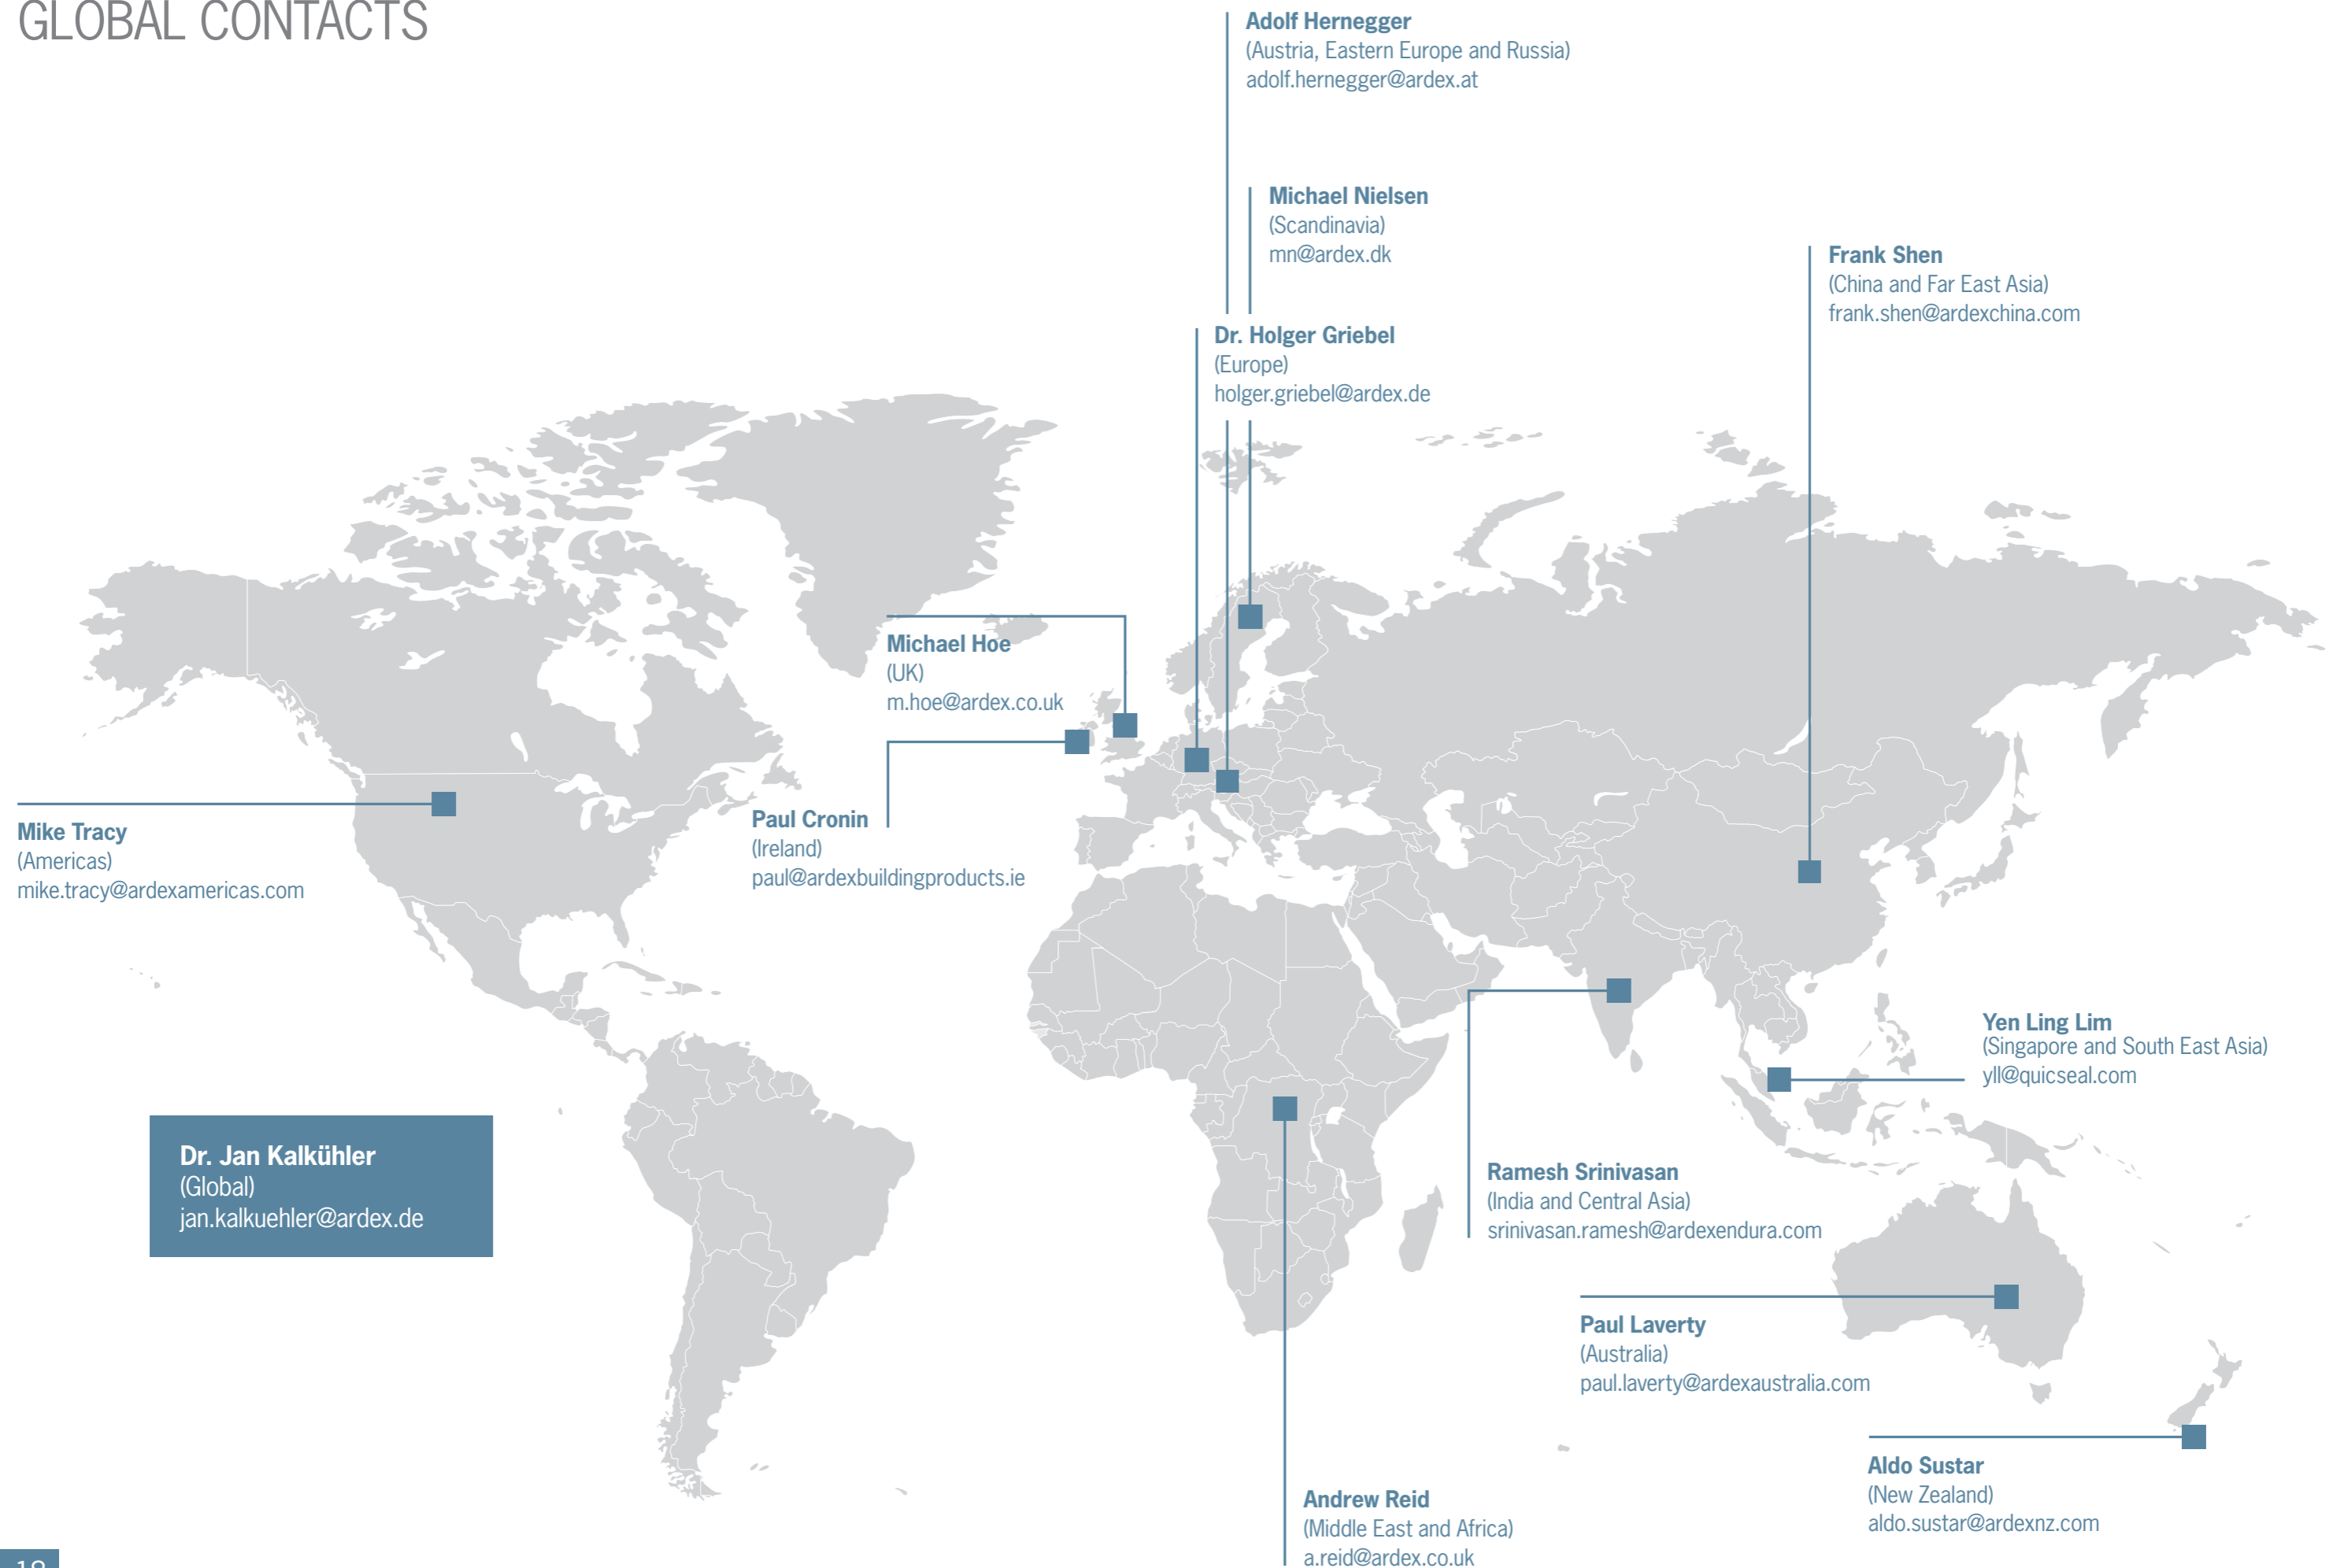 GLOBAL CONTACTS
Adolf Hernegger
(Austria, Eastern Europe and Russia)
adolf.hernegger@ardex.at
Michael Nielsen
(Scandinavia)
mn@ardex.dk
Frank Shen
(China and Far East Asia)
frank.shen@ardexchina.com
Dr. Holger Griebel
(Europe)
holger.griebel@ardex.de
Michael Hoe
(UK)
m.hoe@ardex.co.uk
Mike Tracy
(Americas)
mike.tracy@ardexamericas.com
Paul Cronin
(Ireland)
paul@ardexbuildingproducts.ie
Yen Ling Lim
(Singapore and South East Asia)
yll@quicseal.com
Dr. Jan Kalkühler
(Global)
jan.kalkuehler@ardex.de
Ramesh Srinivasan
(India and Central Asia)
srinivasan.ramesh@ardexendura.com
Paul Laverty
(Australia)
paul.laverty@ardexaustralia.com
Aldo Sustar
(New Zealand)
aldo.sustar@ardexnz.com
Andrew Reid
(Middle East and Africa)
a.reid@ardex.co.uk
18